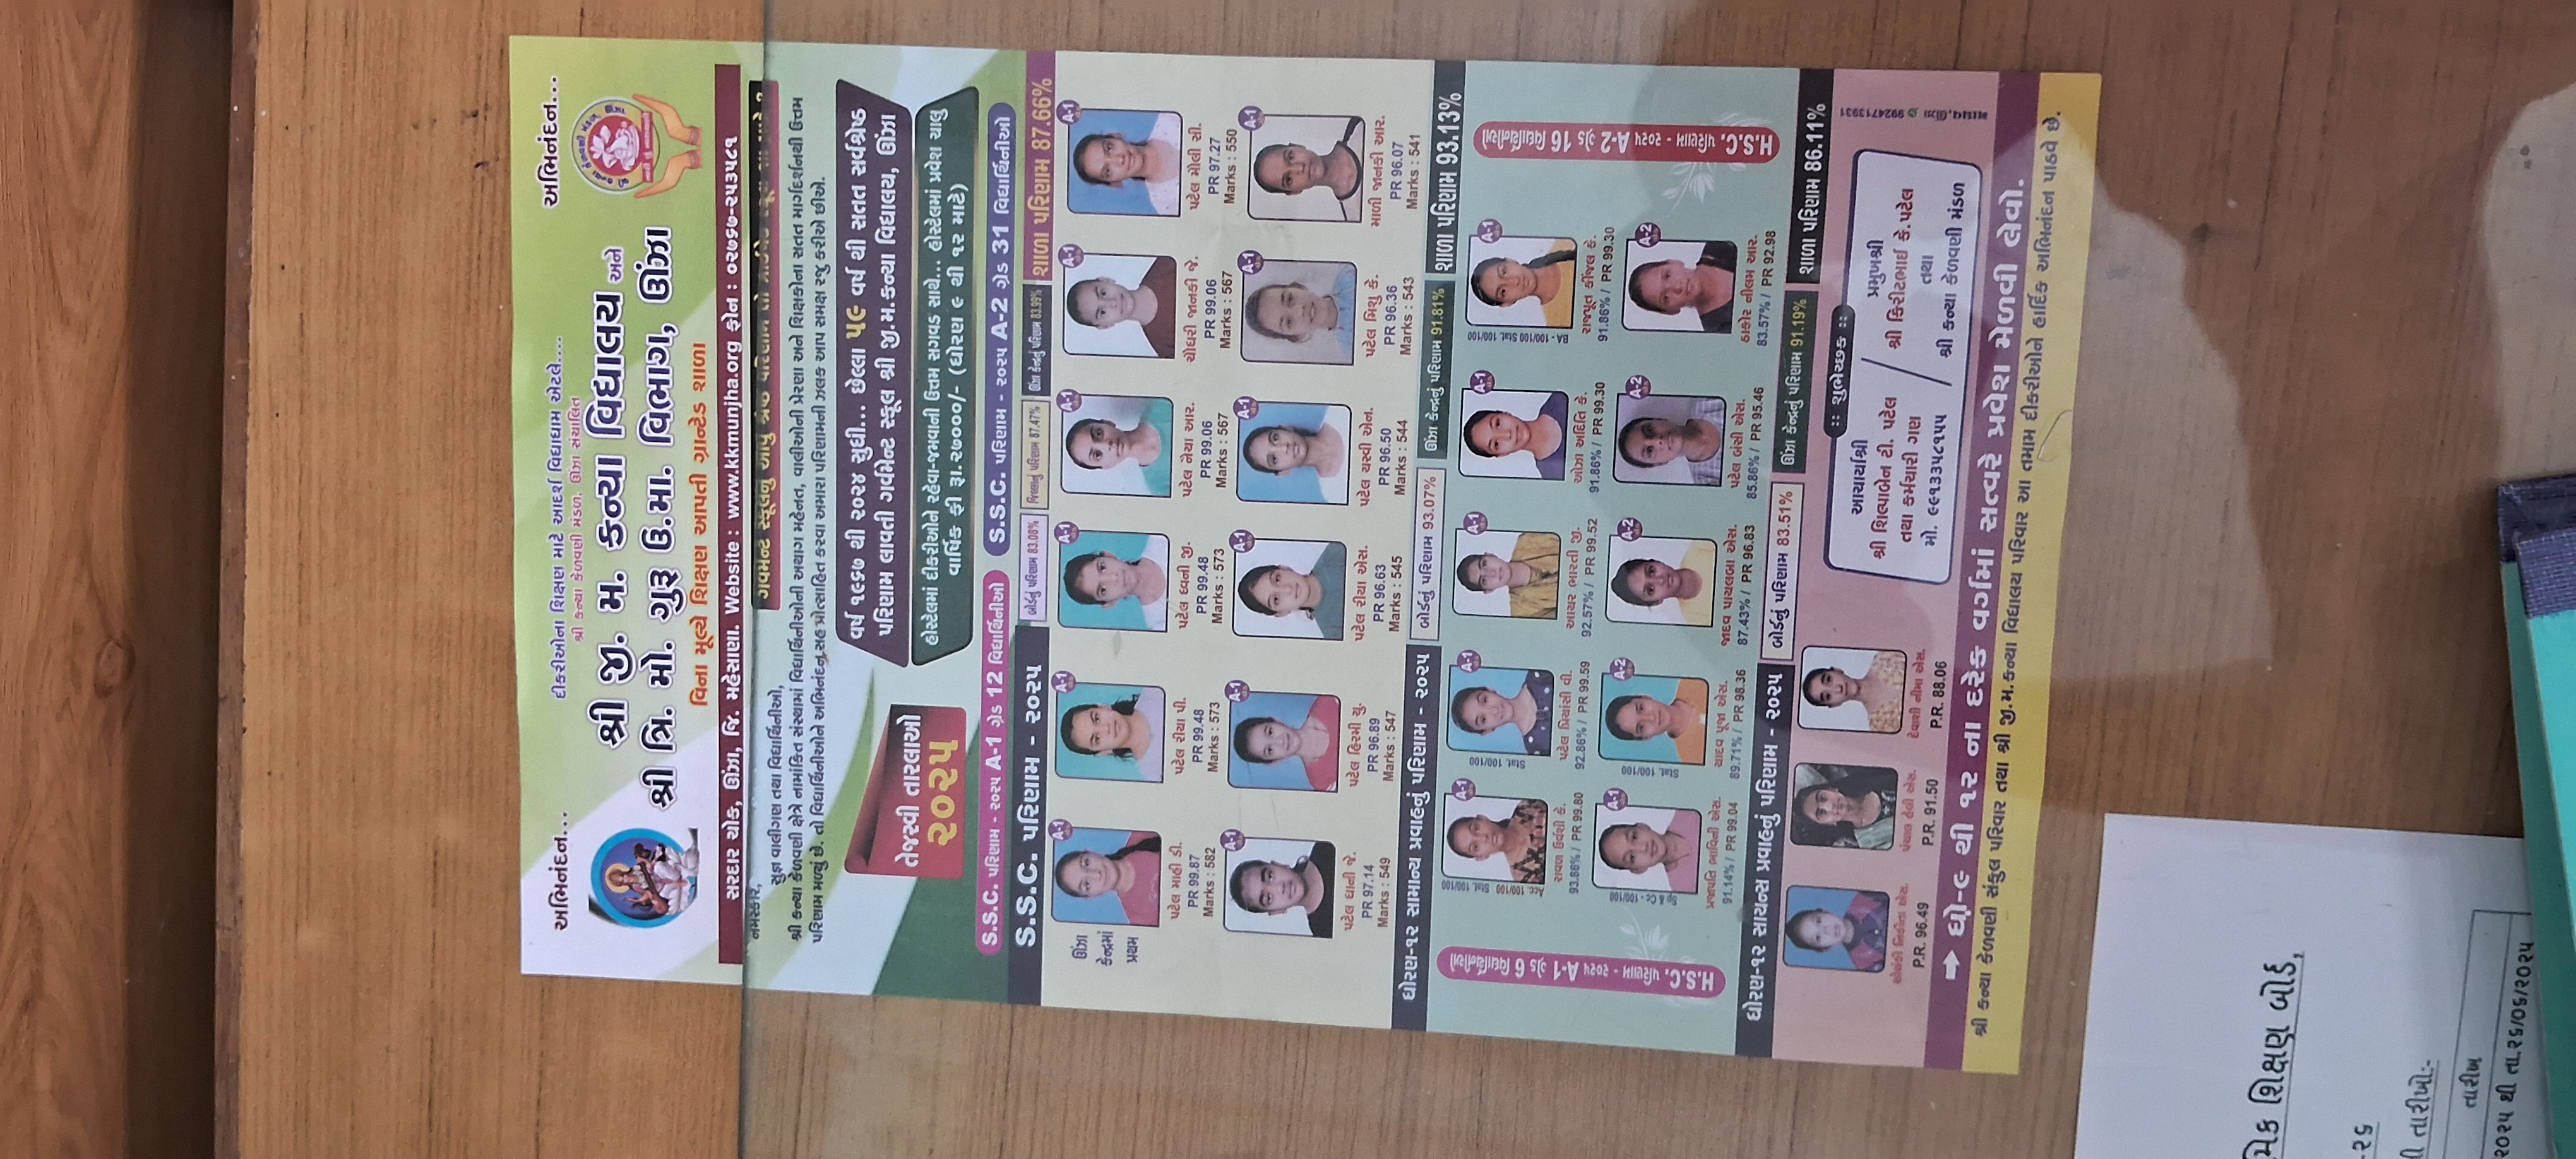 અભિનંદન...
દીકરીઓના શિક્ષણ માટે આદર્શ વિદ્યાધામ એટલે....
અભિનંદન...
શ્રી કન્યા કેળવણી મંડળ, ઊંઝા સંચાલિત
શ્રી જી. મ. કન્યા વિદ્યાલય અને
શ્રી ત્રિ. મો. ગુરૂ ઉ.મા. વિભાગ, ઊંઝા
વિના મૂલ્યે શિક્ષણ આપતી ગ્રાન્ટેડ શાળા
સરદાર ચોક, ઊંઝા, જિ. મહેસાણા. Website : www.kkmunjha.org ફોન : ૦૨૭૬૭-૨૫૩૫૮૧
નમસ્કાર,
ગવમેન્ટ સ્કૂલનું આવું શ્રેષ્ઠ પરિણામ તો
સુજ્ઞ વાલીગણ તથા વિદ્યાર્થિનીઓ,
શ્રી કન્યા કેળવણી ક્ષેત્રે નામાંકિત સંસ્થામાં વિદ્યાર્થિનીઓની અથાગ મહેનત, વાલીઓની પ્રેરણા અને શિક્ષકોના સતત માર્ગદર્શનથી ઉત્તમ
પરિણામ મળ્યું છે. તો વિદ્યાર્થિનીઓને અભિનંદન સહ પ્રોત્સાહિત કરવા અમારા પરિણામની ઝલક આપ સમક્ષ રજુ કરીએ છીએ.
વર્ષ ૧૯૬૭ થી ૨૦૨૪ સુધી... છેલ્લા ૫૯ વર્ષ થી સતત સર્વશ્રેષ્ઠ
પરિણામ લાવતી ગર્વમેન્ટ સ્કૂલ શ્રી જી.મ.કન્યા વિદ્યાલય, ઊંઝા
તેજસ્વી તારલાઓ
૨૦૨૫
હોસ્ટેલમાં દીકરીઓને રહેવા-જમવાની ઉત્તમ સગવડ સાથે... હોસ્ટેલમાં પ્રવેશ ચાલુ
વાર્ષિક ફી રૂા.૨૭૦૦૦/- (ધોરણ ૯ થી ૧૨ માટે)
S.S.C. પરિણામ - ૨૦૨૫ A-1 ગ્રેડ 12 વિદ્યાર્થિનીઓ
S.S.C. પરિણામ - ૨૦૨૫ A-2 ગ્રેડ 31 વિદ્યાર્થિનીઓ
S.S.C. પરિણામ - ૨૦૨૫
બોર્ડનું પરિણામ 83.08%
જિલ્લાનું પરિણામ 87.47%
ઊંઝા કેન્દ્રનું પરિણામ 83.99%
શાળા પરિણામ 87.66%
ઊંઝા
કેન્દ્રમાં
પ્રથમ
A-1 A-1 A-1 A-1 A-1 A-1
પટેલ માહી ડી. પટેલ રીયા પી. પટેલ ધ્વની જી. પટેલ નૈયા આર. ચૌધરી જાનકી જે. પટેલ મૌલી સી.
PR 99.87 PR 99.48 PR 99.48 PR 99.06 PR 99.06 PR 97.27
Marks : 582 Marks : 573 Marks : 573 Marks : 567 Marks : 567 Marks : 550
A-1 A-1 A-1 A-1 A-1 A-1
પટેલ ધાની જે. પટેલ હિરમી યુ. પટેલ રીયા એસ. પટેલ યસ્વી એન. પટેલ મિશુ કે. માળી જાનકી આર.
PR 97.14 PR 96.89 PR 96.63 PR 96.50 PR 96.36 PR 96.07
Marks : 549 Marks : 547 Marks : 545 Marks : 544 Marks : 543 Marks : 541
ધોરણ-૧૨ સામાન્ય પ્રવાહનું પરિણામ - ૨૦૨૫
બોર્ડનું પરિણામ 93.07%
ઊંઝા કેન્દ્રનું પરિણામ 91.81%
શાળા પરિણામ 93.13%
H.S.C. પરિણામ - ૨૦૨૫ A-1 ગ્રેડ 6 વિદ્યાર્થિનીઓ
Acc. 100/100 Stat. 100/100
Stat. 100/100
BA - 100/100 Stat. 100/100
A-1 A-1 A-1 A-1 A-1
રાવળ ઉર્વશી કે. પટેલ પ્રિયાંસી વી. આચર ભારતી જી. ઓઝા અદિતિ કે. રાજપૂત કીંજલ કે.
93.86% / PR 99.80 92.86% / PR 99.59 92.57% / PR 99.52 91.86% / PR 99.30 91.86% / PR 99.30
Sp & Cc - 100/100
Stat. 100/100
A-1 A-2 A-2 A-2 A-2
પ્રજાપતિ ભાવિની એસ. યાદવ પૂજા એસ. જાદવ પાયલબા એસ. પટેલ બંસી એસ. ઠાકોર નીલમ આર.
91.14% / PR 99.04 89.71% / PR 98.36 87.43% / PR 96.83 85.86% / PR 95.46 83.57% / PR 92.98
H.S.C. પરિણામ - ૨૦૨૫ A-2 ગ્રેડ 16 વિદ્યાર્થિનીઓ
ધોરણ-૧૨ સાયન્સ પ્રવાહનું પરિણામ - ૨૦૨૫
બોર્ડનું પરિણામ 83.51%
ઊંઝા કેન્દ્રનું પરિણામ 91.19%
શાળા પરિણામ 86.11%
સોલંકી નિકીતા એસ. પંચાલ હેલી એસ. દેવાશી નીમા એસ.
P.R. 96.49 P.R. 91.50 P.R. 88.06
:: શુભેચ્છક ::
આચાર્યાશ્રી
શ્રી શિલ્પાબેન ટી. પટેલ
તથા કર્મચારી ગણ
મો. ૯૯૧૩૩૫૮૧૫૫
પ્રમુખશ્રી
શ્રી કિરીટભાઈ કે.પટેલ
તથા
શ્રી કન્યા કેળવણી મંડળ
માધવ,ઊંઝા 9924713931
ધો-૯ થી ૧૨ ના દરેક વર્ગમાં સત્વરે પ્રવેશ મેળવી લેવો.
શ્રી કન્યા કેળવણી સંકુલ પરિવાર તથા શ્રી જી.મ.કન્યા વિદ્યાલય પરિવાર આ તમામ દીકરીઓને હાર્દિક અભિનંદન પાઠવે છે.
મિક શિક્ષણ બોર્ડ,
-૨૬
ની તારીખોઃ-
તારીખ
૨૦૨૫ થી તા.૨૬/૦૬/૨૦૨૫